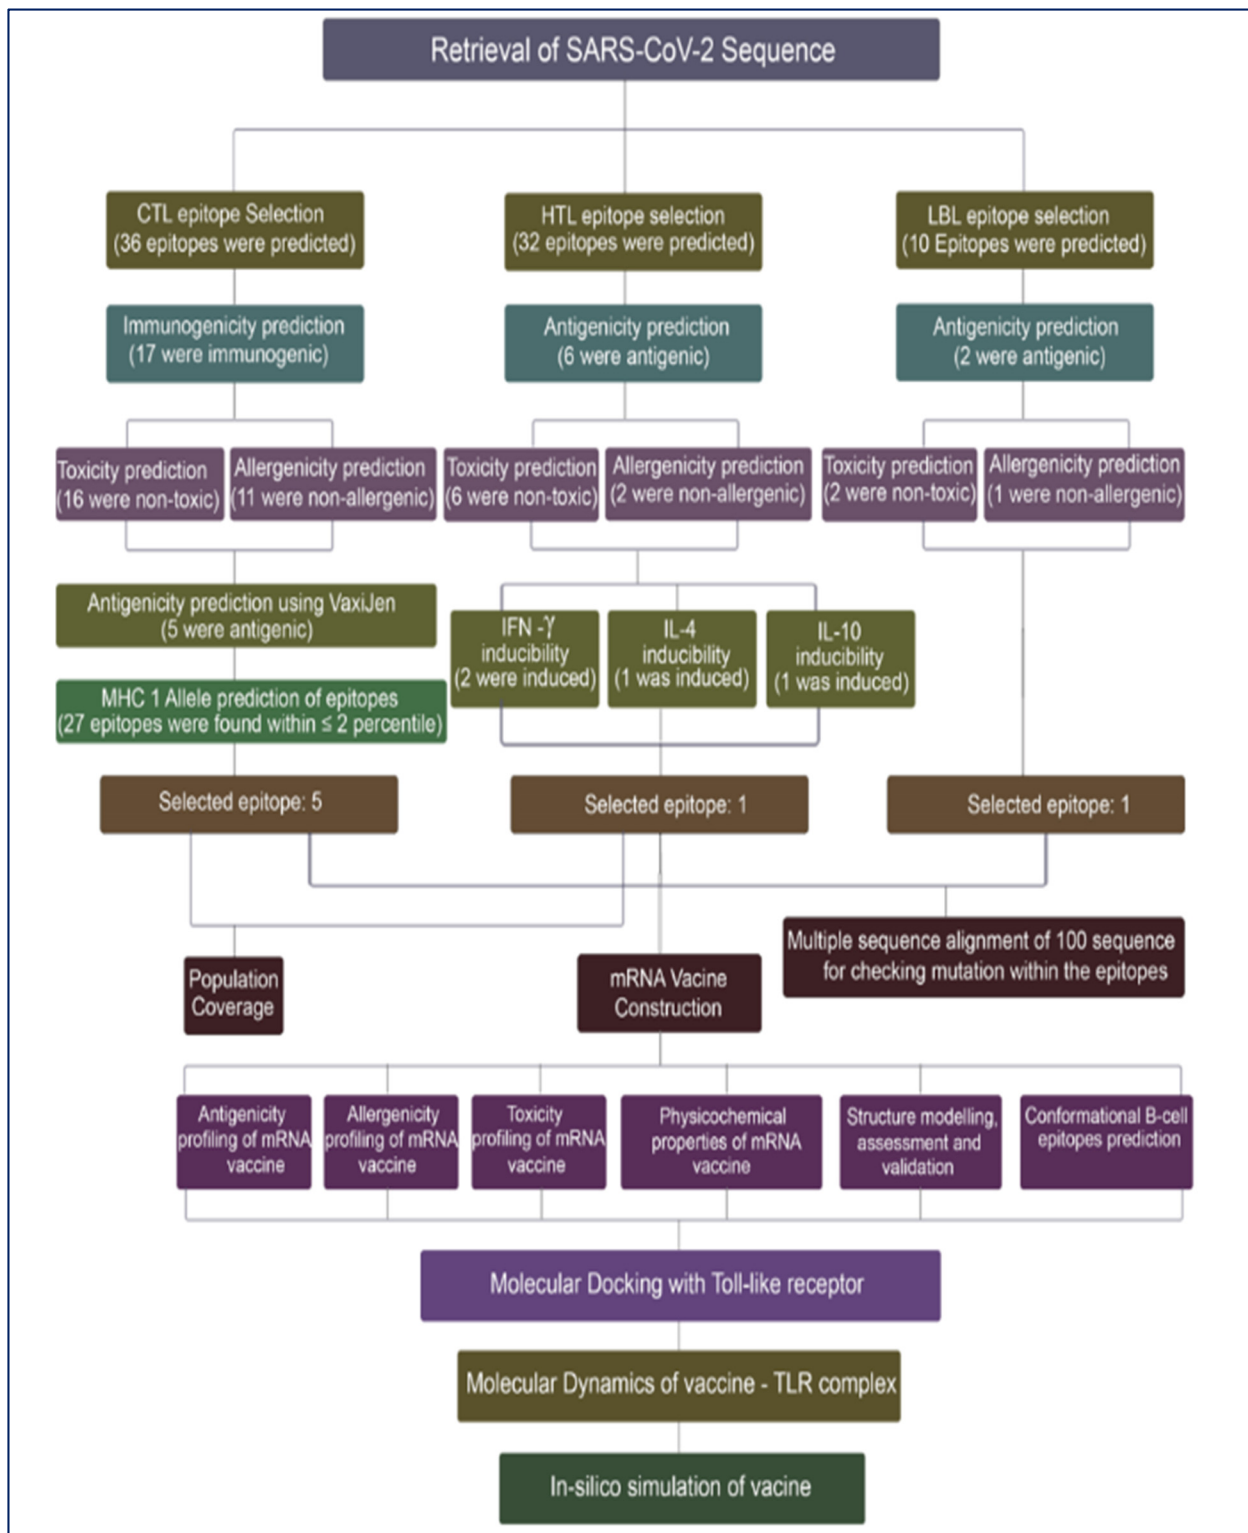 Retrieval of SARS-CoV-2 Sequence
CTL epitope Selection
(36 epitopes were predicted)
HTL epitope selection
(32 epitopes were predicted)
LBL epitope selection
(10 Epitopes were predicted)
Immunogenicity prediction
(17 were immunogenic)
Antigenicity prediction
(6 were antigenic)
Antigenicity prediction
(2 were antigenic)
Toxicity prediction
(16 were non-toxic)
Allergenicity prediction
(11 were non-allergenic)
Toxicity prediction
(6 were non-toxic)
Allergenicity prediction
(2 were non-allergenic)
Toxicity prediction
(2 were non-toxic)
Allergenicity prediction
(1 were non-allergenic)
Antigenicity prediction using VaxiJen
(5 were antigenic)
IFN -γ
inducibility
(2 were induced)
IL-4
inducibility
(1 was induced)
IL-10
inducibility
(1 was induced)
MHC 1 Allele prediction of epitopes
(27 epitopes were found within ≤ 2 percentile)
Selected epitope: 5
Selected epitope: 1
Selected epitope: 1
Population
Coverage
mRNA Vacine
Construction
Multiple sequence alignment of 100 sequence
for checking mutation within the epitopes
Antigenicity
profiling of mRNA
vaccine
Allergenicity
profiling of mRNA
vaccine
Toxicity
profiling of mRNA
vaccine
Physicochemical
properties of mRNA
vaccine
Structure modelling,
assessment and
validation
Conformational B-cell
epitopes prediction
Molecular Docking with Toll-like receptor
Molecular Dynamics of vaccine - TLR complex
In-silico simulation of vacine